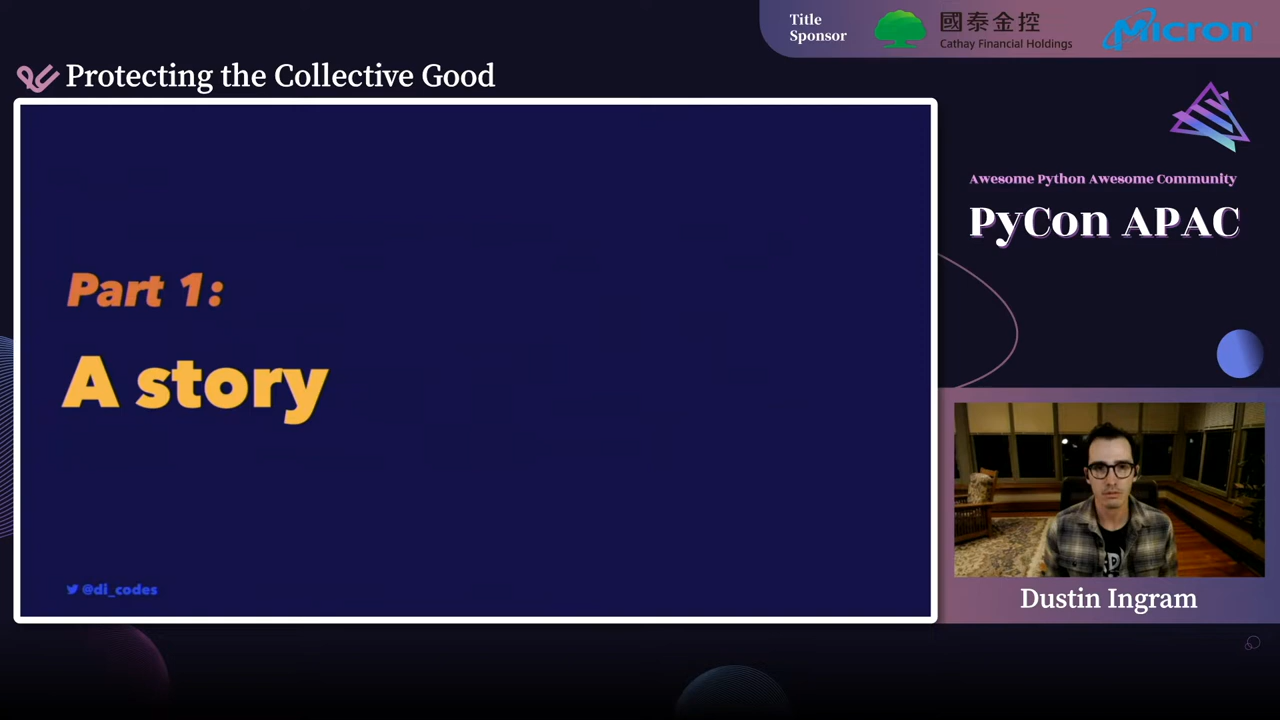 Title
Sponsor
國泰金控
Cathay Financial Holdings
Micron
Protecting the Collective Good
Awesome Python Awesome Community
PyCon APAC
Part 1:
A story
@di_codes
Dustin Ingram